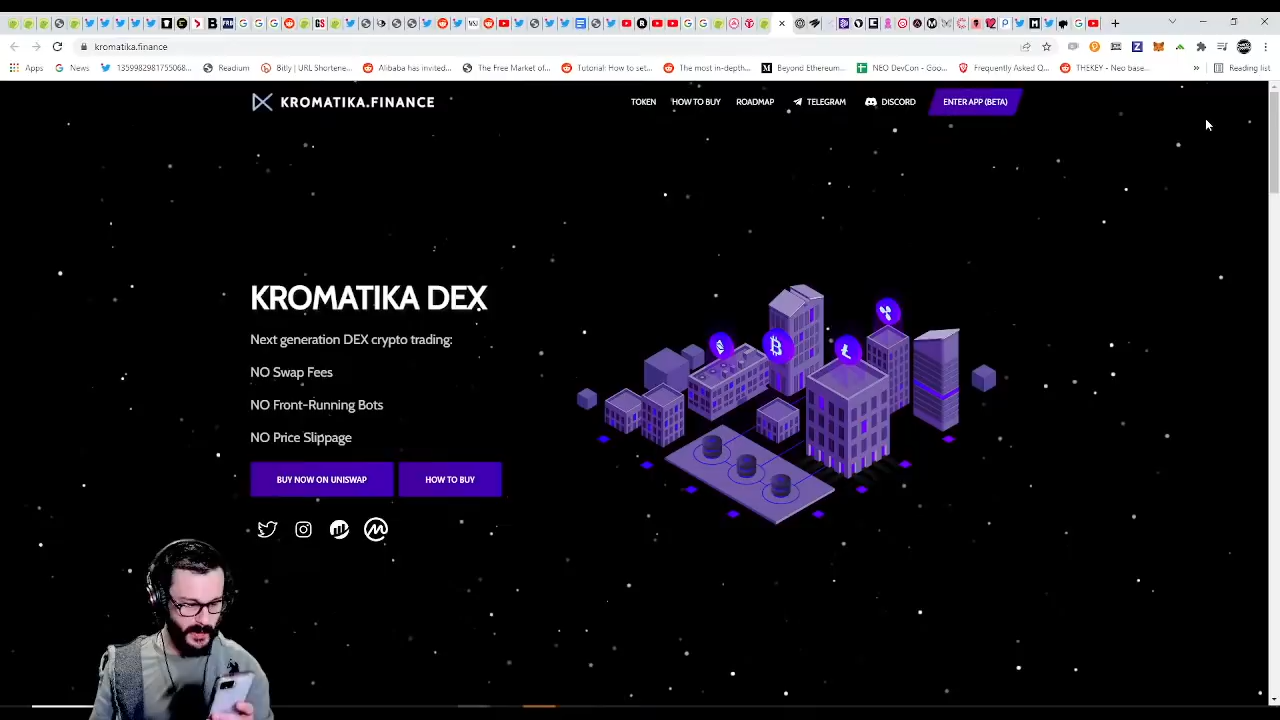 kromatika.finance
Apps
News
1359982981755068...
Readium
Bitly | URL Shortene...
Alibaba has invited...
The Free Market of...
Tutorial: How to set...
The most in-depth...
Beyond Ethereum...
NEO DevCon - Goo...
Frequently Asked Q...
THEKEY - Neo base...
»
Reading list
KROMATIKA.FINANCE
TOKEN
HOW TO BUY
ROADMAP
TELEGRAM
DISCORD
ENTER APP (BETA)
KROMATIKA DEX
Next generation DEX crypto trading:
NO Swap Fees
NO Front-Running Bots
NO Price Slippage
BUY NOW ON UNISWAP
HOW TO BUY